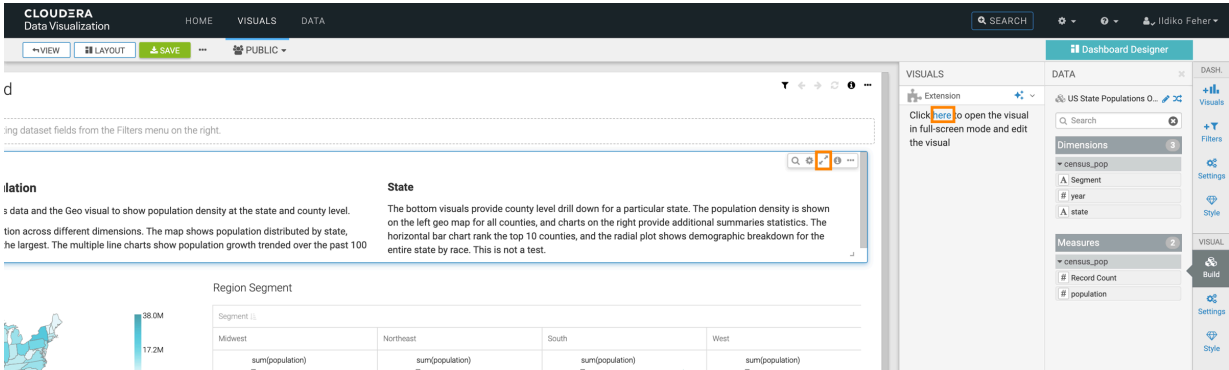 CLOUDERA
Data Visualization
HOME VISUALS DATA
SEARCH
Ildiko Feher
VIEW LAYOUT SAVE PUBLIC
Dashboard Designer
d
ing dataset fields from the Filters menu on the right.
lation
s data and the Geo visual to show population density at the state and county level.
tion across different dimensions. The map shows population distributed by state,
he largest. The multiple line charts show population growth trended over the past 100
State
The bottom visuals provide county level drill down for a particular state. The population density is shown
on the left geo map for all counties, and charts on the right provide additional summaries statistics. The
horizontal bar chart rank the top 10 counties, and the radial plot shows demographic breakdown for the
entire state by race. This is not a test.
38.0M
17.2M
Region Segment
Segment
Midwest Northeast South West
sum(population) sum(population) sum(population) sum(population)
VISUALS
Extension
Click here to open the visual
in full-screen mode and edit
the visual
DATA
US State Populations O...
Search
Dimensions 3
census_pop
A Segment
# year
A state
Measures 2
census_pop
# Record Count
# population
DASH.
Visuals
Filters
Settings
Style
VISUAL
Build
Settings
Style